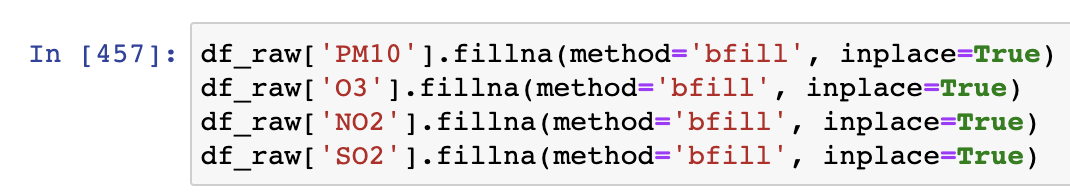 In [457]: df_raw['PM10'].fillna(method='bfill', inplace=True)
df_raw['O3'].fillna(method='bfill', inplace=True)
df_raw['NO2'].fillna(method='bfill', inplace=True)
df_raw['SO2'].fillna(method='bfill', inplace=True)